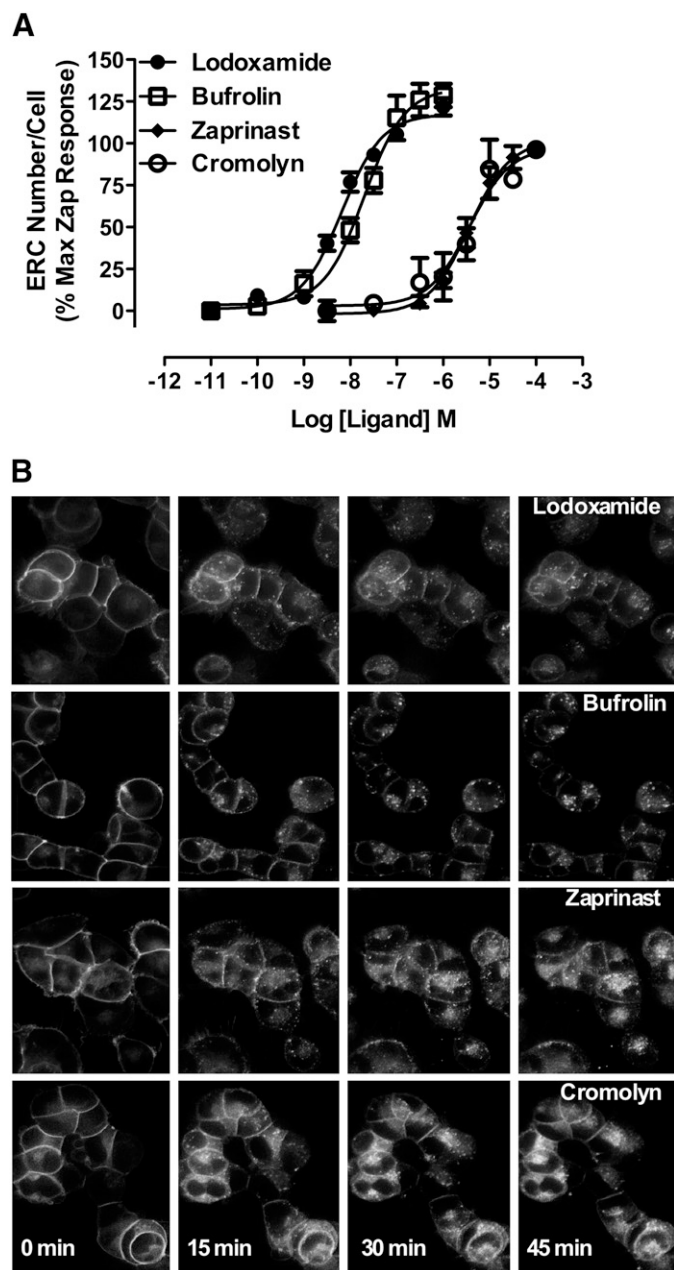 A
ERC Number/Cell
(% Max Zap Response)
150
125
100
75
50
25
0
Lodoxamide
Bufrolin
Zaprinast
Cromolyn
-12 -11 -10 -9 -8 -7 -6 -5 -4 -3
Log [Ligand] M
B
Lodoxamide
Bufrolin
Zaprinast
Cromolyn
0 min 15 min 30 min 45 min